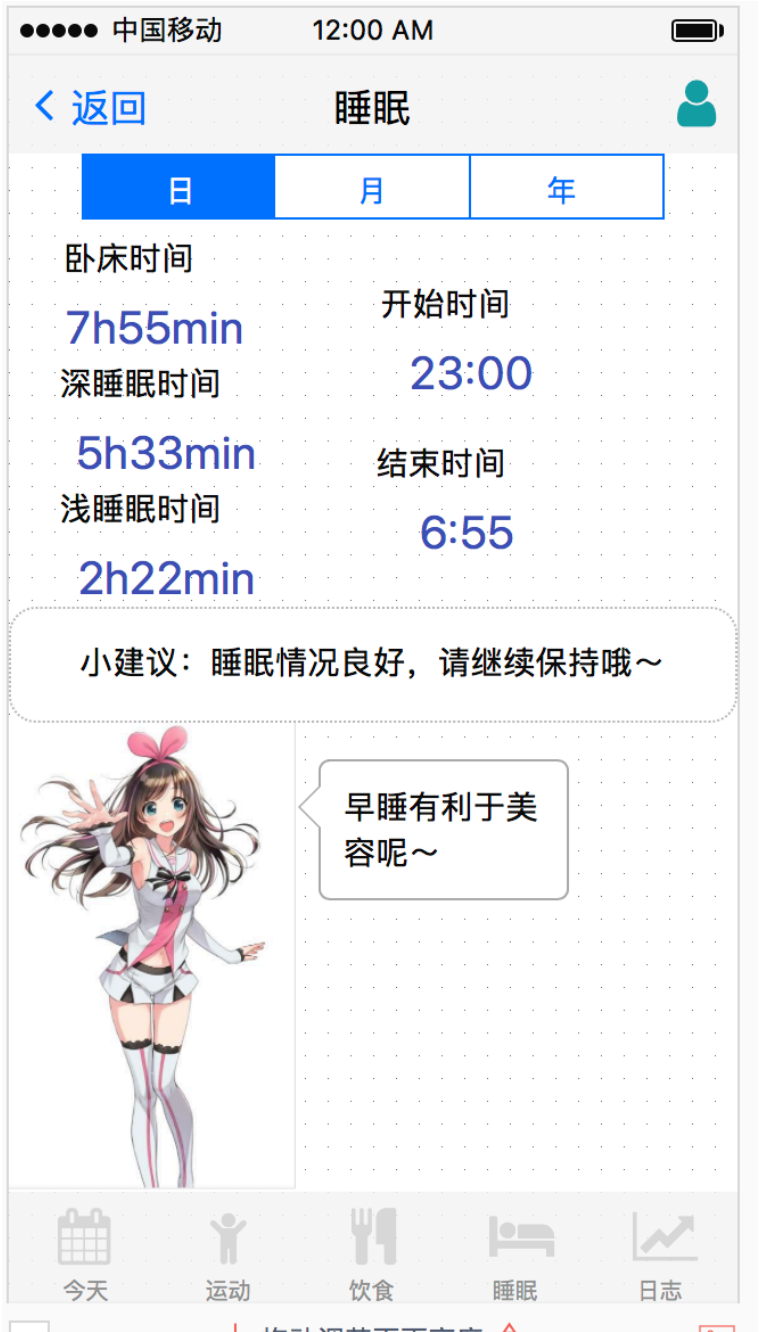 中国移动 12:00 AM
返回 睡眠
日 月 年
卧床时间
7h55min
深睡眠时间
5h33min
浅睡眠时间
2h22min
开始时间
23:00
结束时间
6:55
小建议：睡眠情况良好，请继续保持哦～
早睡有利于美
容呢～
今天 运动 饮食 睡眠 日志